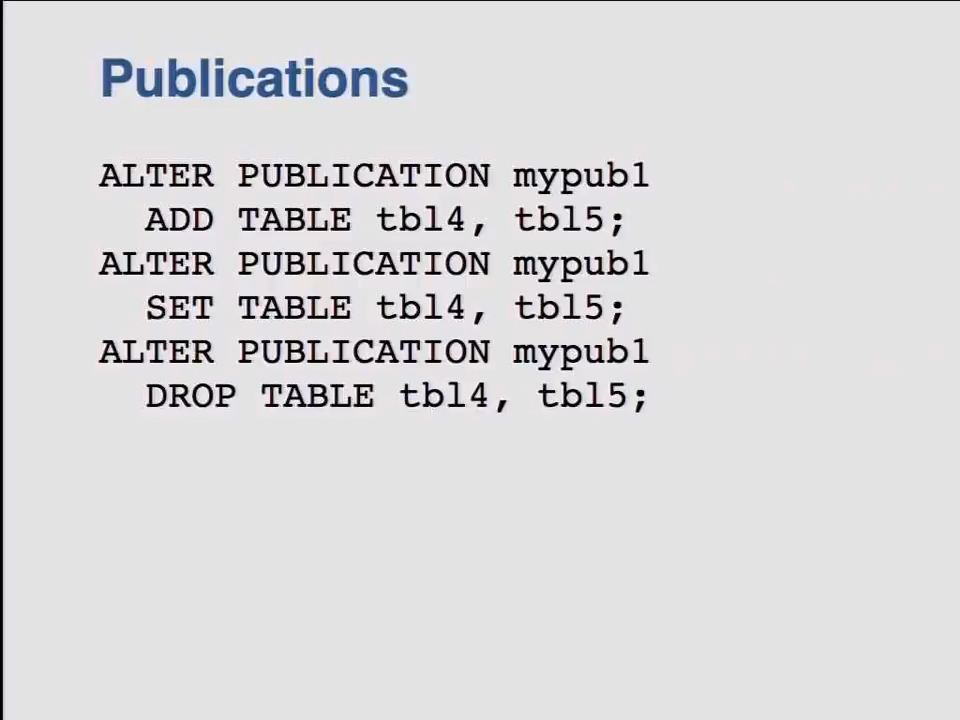 Publications
ALTER PUBLICATION mypub1
ADD TABLE tbl4, tbl5;
ALTER PUBLICATION mypub1
SET TABLE tbl4, tbl5;
ALTER PUBLICATION mypub1
DROP TABLE tbl4, tbl5;